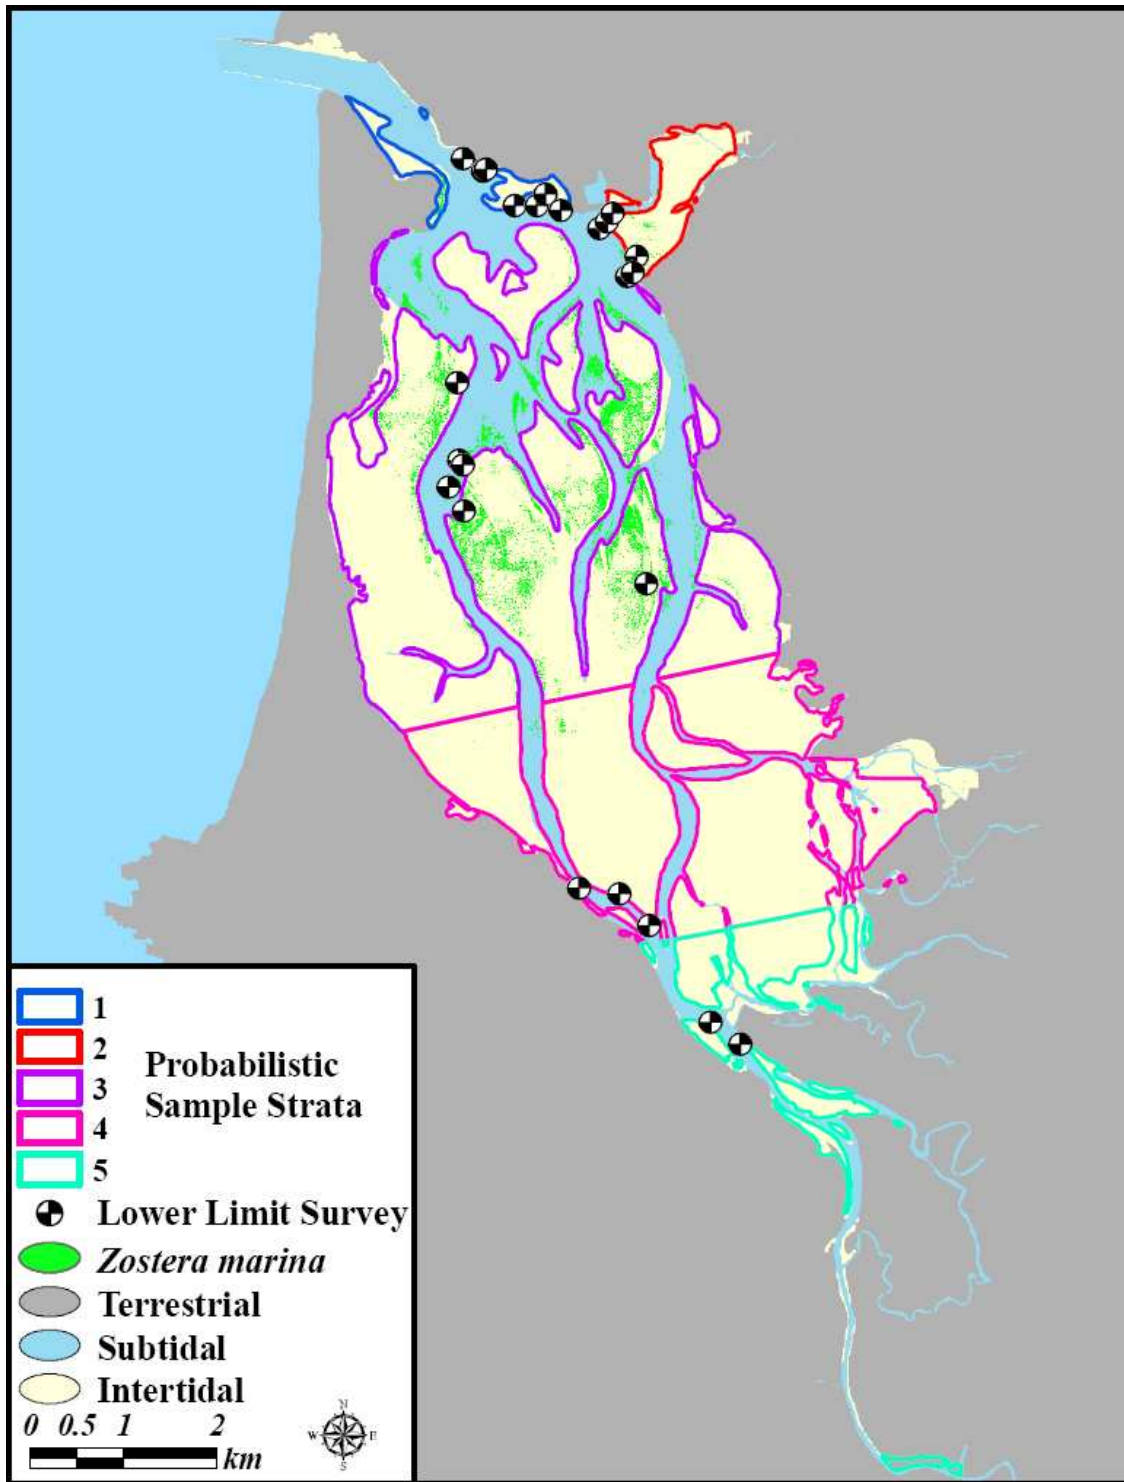 1
2
3
4
5
Probabilistic
Sample Strata
Lower Limit Survey
Zostera marina
Terrestrial
Subtidal
Intertidal
0 0.5 1 2
km
N
W E
S